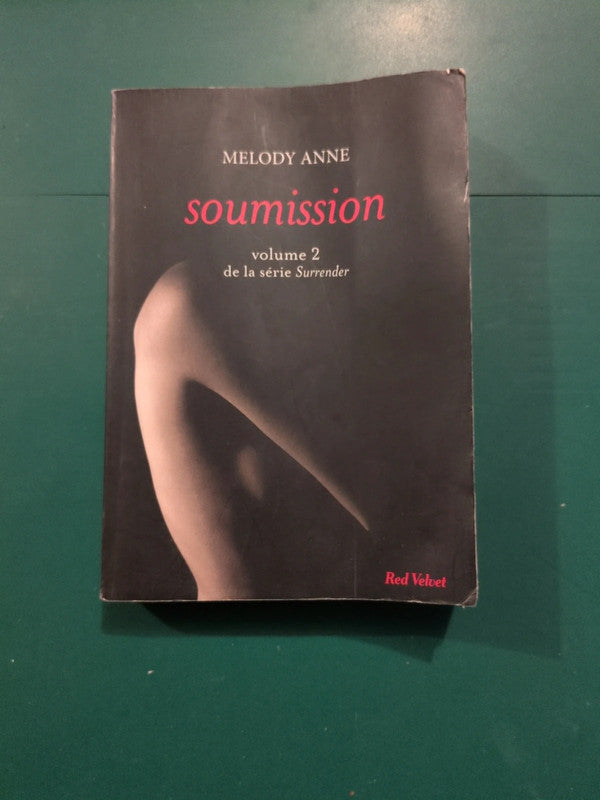 MELODY ANNE
soumission
volume 2
de la série Surrender
Red Velvet